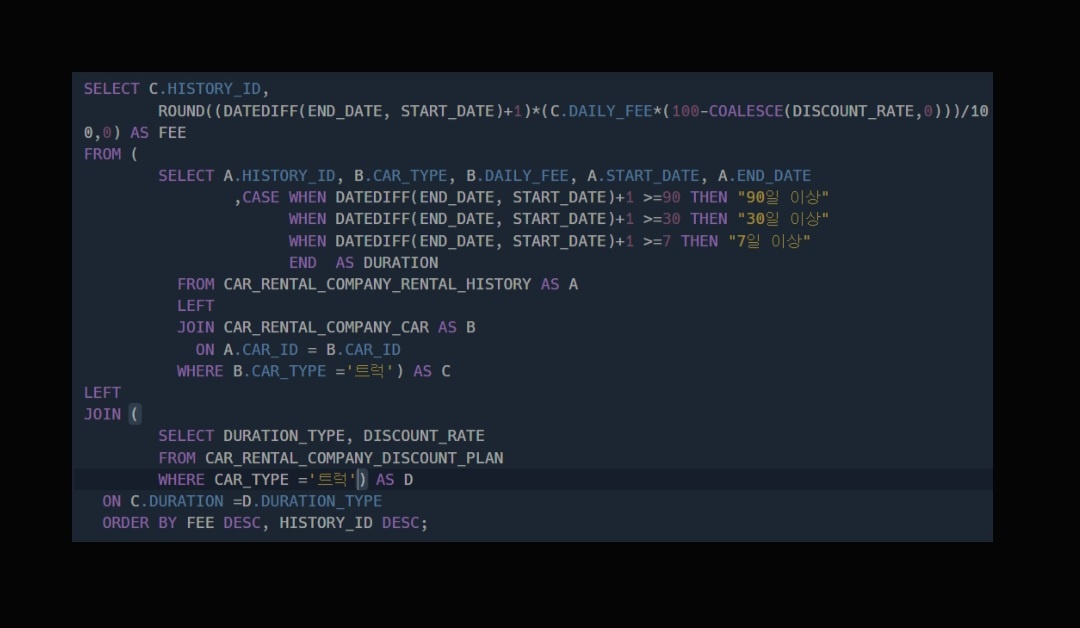 SELECT C.HISTORY_ID,
ROUND((DATEDIFF(END_DATE, START_DATE)+1)*(C.DAILY_FEE*(100-COALESCE(DISCOUNT_RATE,0)))/10
0,0) AS FEE
FROM (
SELECT A.HISTORY_ID, B.CAR_TYPE, B.DAILY_FEE, A.START_DATE, A.END_DATE
,CASE WHEN DATEDIFF(END_DATE, START_DATE)+1 >=90 THEN "90일 이상"
WHEN DATEDIFF(END_DATE, START_DATE)+1 >=30 THEN "30일 이상"
WHEN DATEDIFF(END_DATE, START_DATE)+1 >=7 THEN "7일 이상"
END  AS DURATION
FROM CAR_RENTAL_COMPANY_RENTAL_HISTORY AS A
LEFT
JOIN CAR_RENTAL_COMPANY_CAR AS B
ON A.CAR_ID = B.CAR_ID
WHERE B.CAR_TYPE ='트럭') AS C
LEFT
JOIN (
SELECT DURATION_TYPE, DISCOUNT_RATE
FROM CAR_RENTAL_COMPANY_DISCOUNT_PLAN
WHERE CAR_TYPE ='트럭') AS D
ON C.DURATION =D.DURATION_TYPE
ORDER BY FEE DESC, HISTORY_ID DESC;